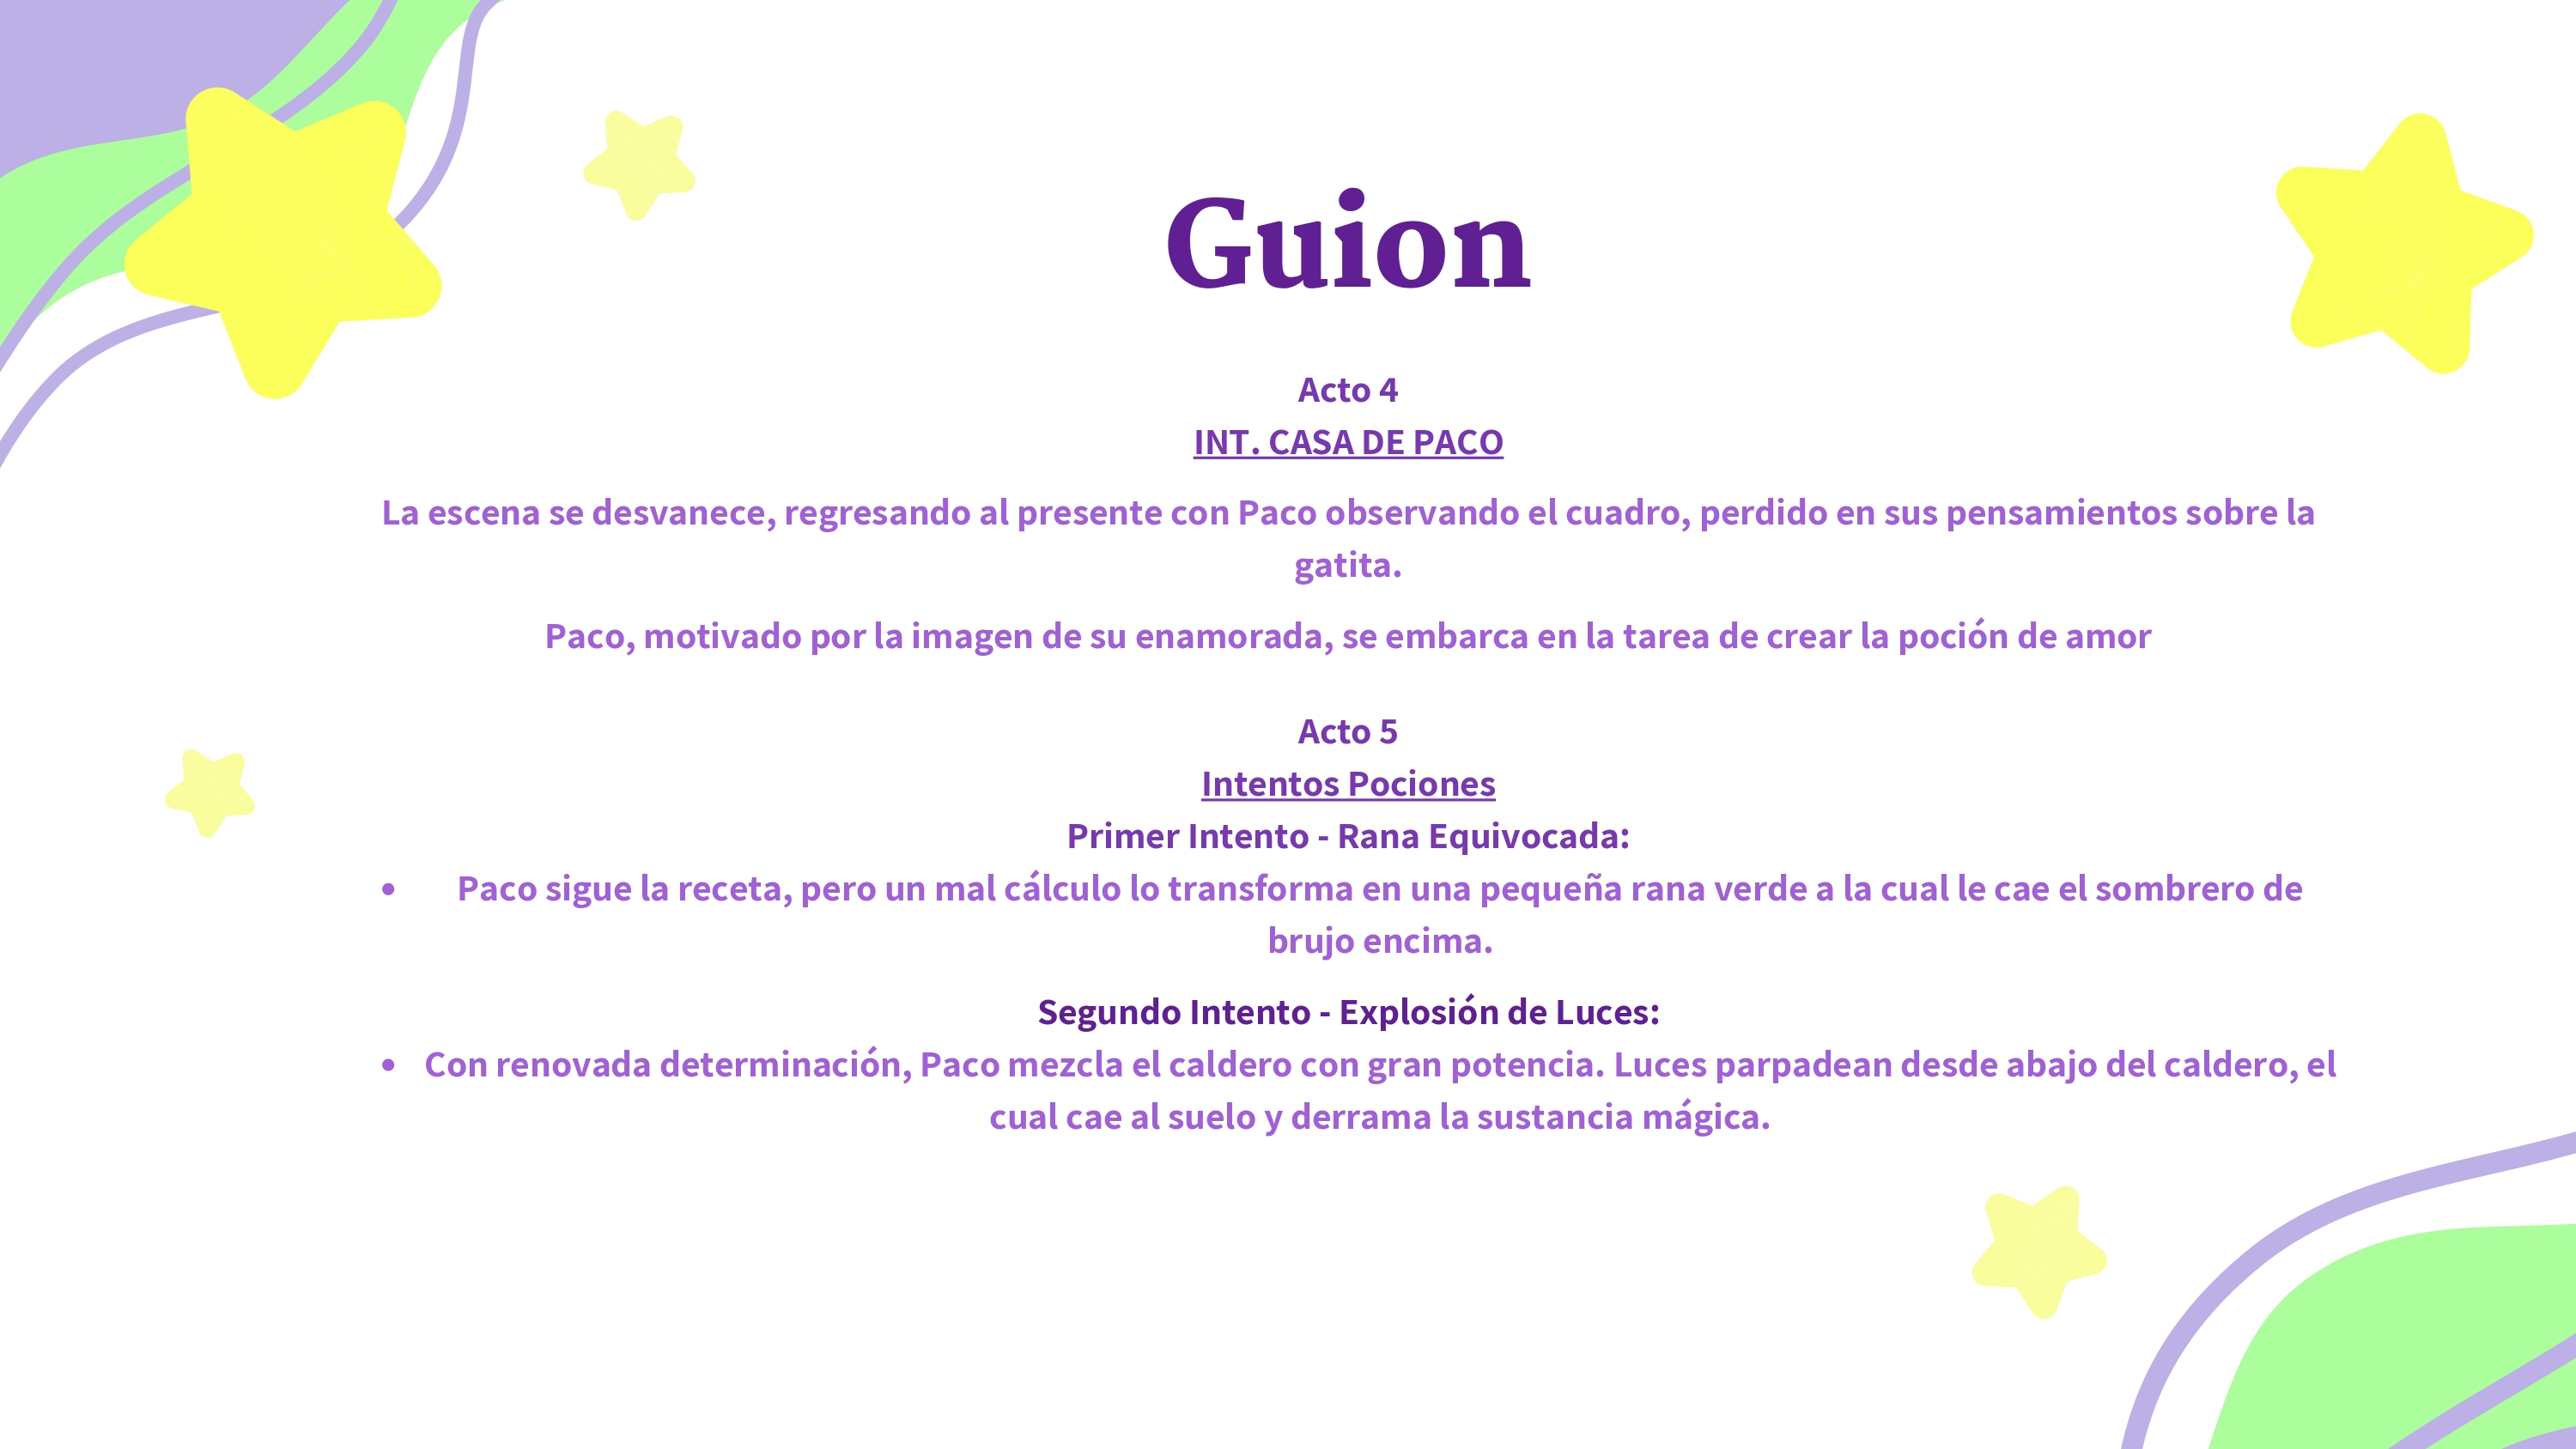 Guion
Acto 4
INT. CASA DE PACO
La escena se desvanece, regresando al presente con Paco observando el cuadro, perdido en sus pensamientos sobre la
gatita.
Paco, motivado por la imagen de su enamorada, se embarca en la tarea de crear la poción de amor
Acto 5
Intentos Pociones
Primer Intento - Rana Equivocada:
• Paco sigue la receta, pero un mal cálculo lo transforma en una pequeña rana verde a la cual le cae el sombrero de
brujo encima.
Segundo Intento - Explosión de Luces:
• Con renovada determinación, Paco mezcla el caldero con gran potencia. Luces parpadean desde abajo del caldero, el
cual cae al suelo y derrama la sustancia mágica.